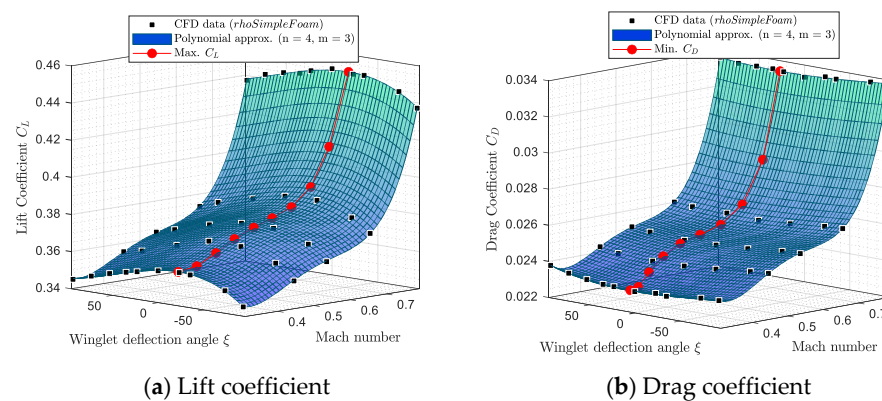 CFD data (rhoSimpleFoam)
Polynomial approx. (n = 4, m = 3)
Max. C_L
0.46
0.44
0.42
0.4
0.38
0.36
0.34
Lift Coefficient C_L
50
0
-50
Winglet deflection angle ξ
0.4
0.5
0.6
0.7
Mach number
(a) Lift coefficient
CFD data (rhoSimpleFoam)
Polynomial approx. (n = 4, m = 3)
Min. C_D
0.034
0.032
0.03
0.028
0.026
0.024
0.022
Drag Coefficient C_D
50
0
-50
Winglet deflection angle ξ
0.4
0.5
0.6
0.7
Mach number
(b) Drag coefficient